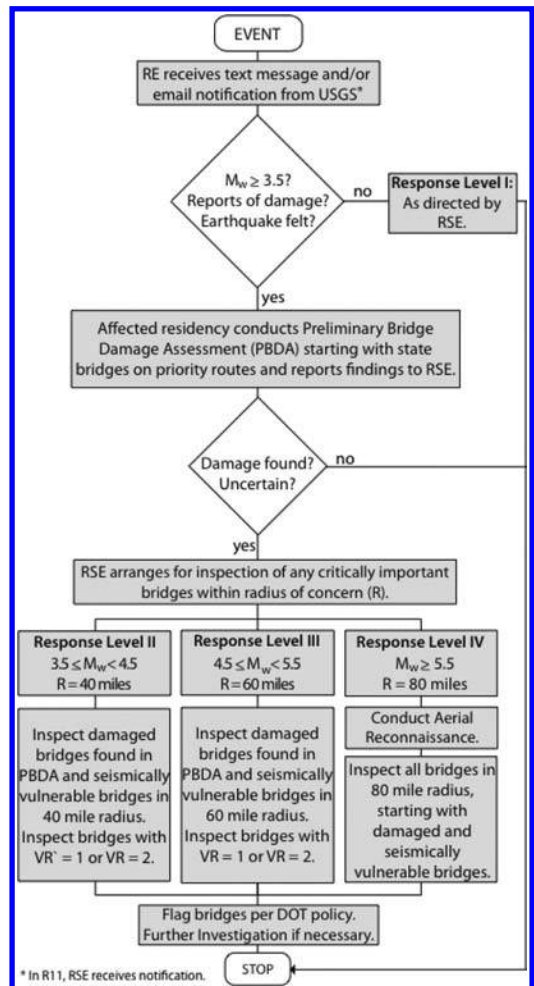 EVENT
RE receives text message and/or
email notification from USGS*
Mw ≥ 3.5?
Reports of damage?
Earthquake felt?
no
Response Level I:
As directed by
RSE.
yes
Affected residency conducts Preliminary Bridge
Damage Assessment (PBDA) starting with state
bridges on priority routes and reports findings to RSE.
Damage found?
Uncertain?
no
yes
RSE arranges for inspection of any critically important
bridges within radius of concern (R).
Response Level II
3.5 ≤ Mw < 4.5
R = 40 miles
Response Level III
4.5 ≤ Mw < 5.5
R = 60 miles
Response Level IV
Mw ≥ 5.5
R = 80 miles
Inspect damaged
bridges found in
PBDA and seismically
vulnerable bridges in
40 mile radius.
Inspect bridges with
VR` = 1 or VR = 2.
Inspect damaged
bridges found in
PBDA and seismically
vulnerable bridges in
60 mile radius.
Inspect bridges with
VR = 1 or VR = 2.
Conduct Aerial
Reconnaissance.
Inspect all bridges in
80 mile radius,
starting with
damaged and
seismically
vulnerable bridges.
Flag bridges per DOT policy.
Further Investigation if necessary.
STOP
* In R11, RSE receives notification.